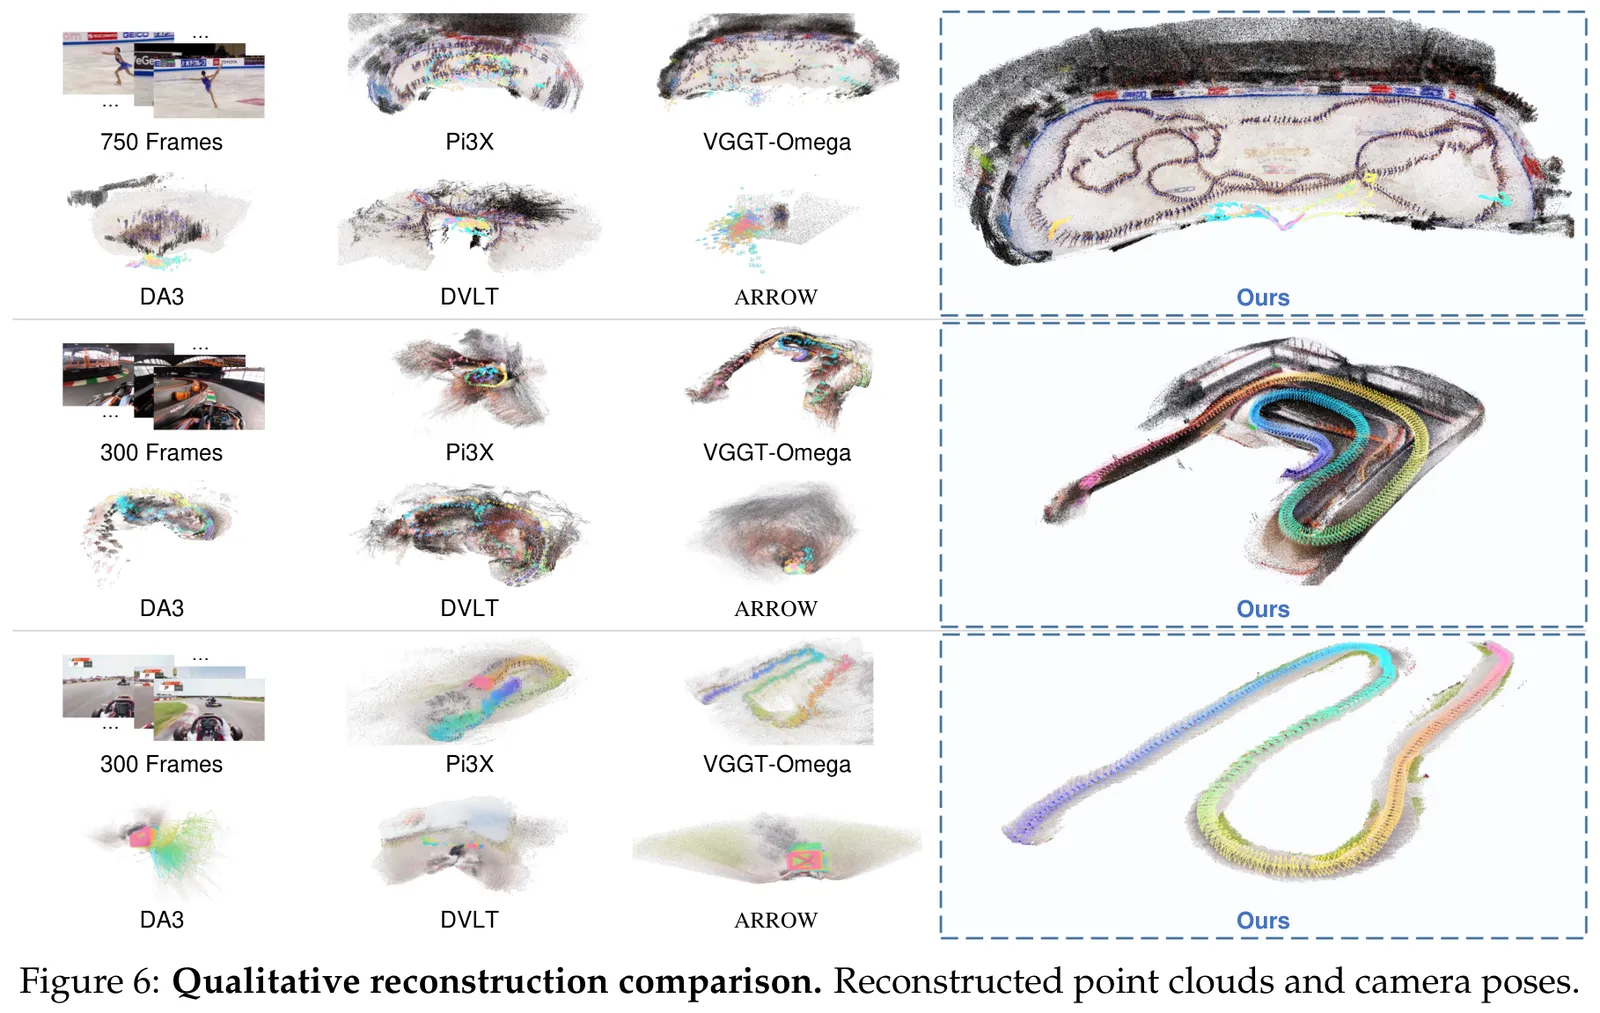 ...
GEICO
TOYOTA
...
750 Frames
Pi3X
VGGT-Omega
DA3
DVLT
ARROW
Ours
...
...
300 Frames
Pi3X
VGGT-Omega
DA3
DVLT
ARROW
Ours
...
...
300 Frames
Pi3X
VGGT-Omega
DA3
DVLT
ARROW
Ours
Figure 6: Qualitative reconstruction comparison. Reconstructed point clouds and camera poses.